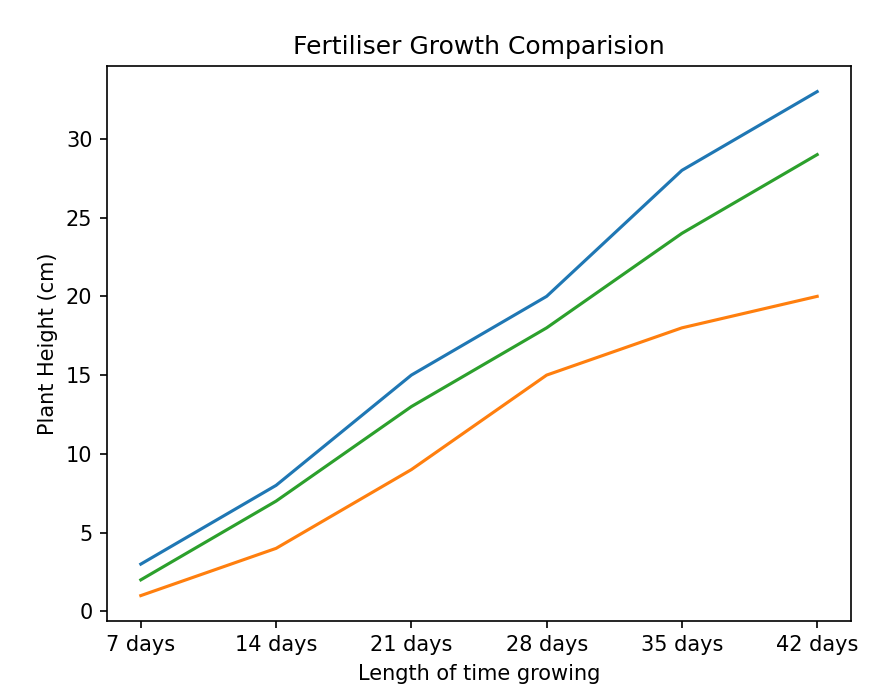 Fertiliser Growth Comparision
30
25
20
15
10
5
0
Plant Height (cm)
7 days 14 days 21 days 28 days 35 days 42 days
Length of time growing